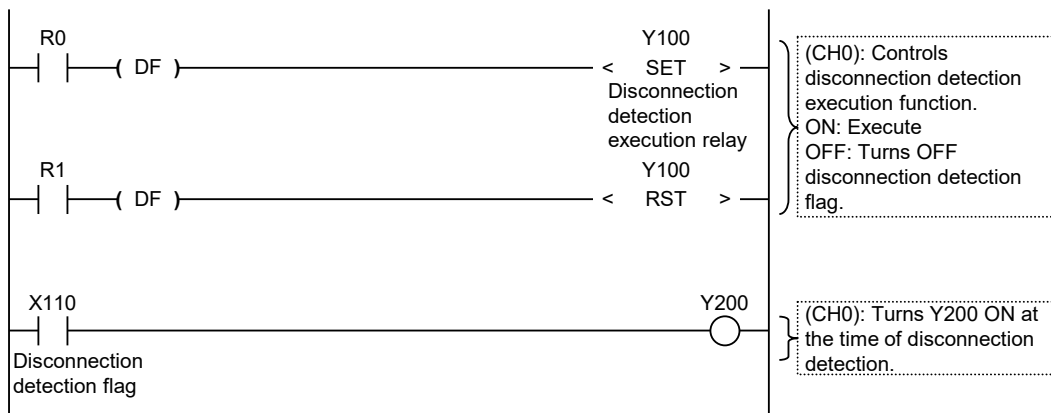 R0
( DF )
Y100
< SET >
Disconnection
detection
execution relay
(CH0): Controls
disconnection detection
execution function.
ON: Execute
OFF: Turns OFF
disconnection detection
flag.
R1
( DF )
Y100
< RST >
X110
Disconnection
detection flag
Y200
(CH0): Turns Y200 ON at
the time of disconnection
detection.